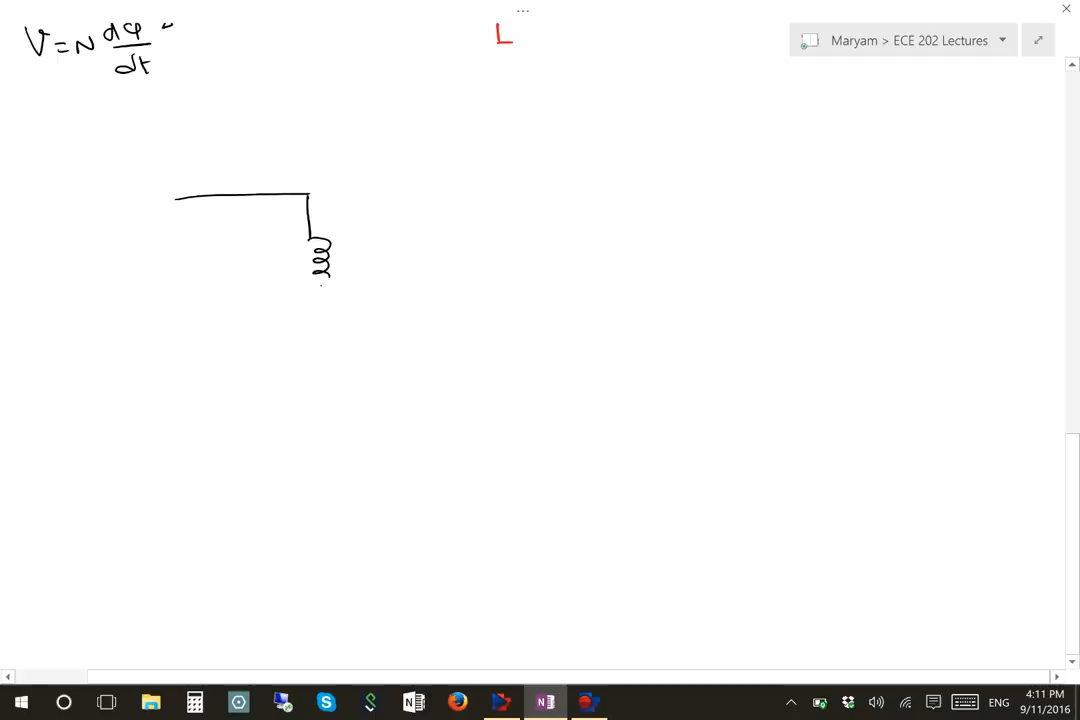 V = N dφ/dt
L
Maryam > ECE 202 Lectures
ENG
4:11 PM
9/11/2016